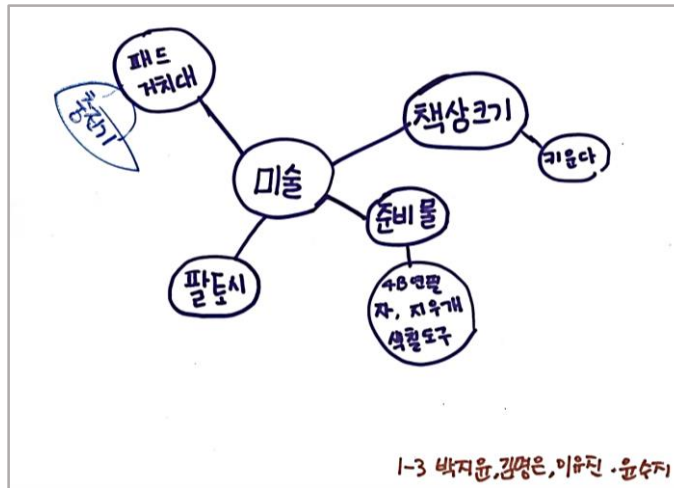 패드
거치대
충전기
책상크기
키운다
미술
준비물
팔토시
4B연필
자, 지우개
색칠도구
1-3 박지윤, 김명은, 이유진 · 윤수지